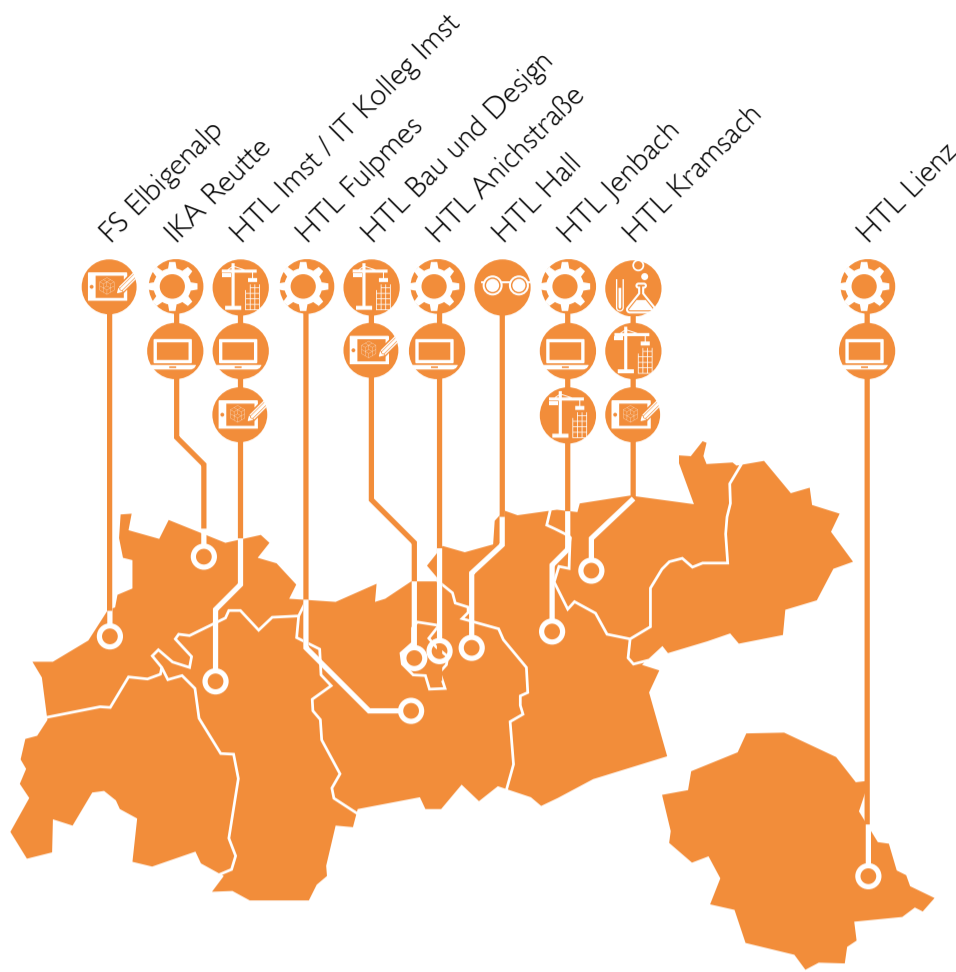 FS Elbigenalp
IKA Reutte
HTL Imst / IT Kolleg Imst
HTL Fulpmes
HTL Bau und Design
HTL Anichstraße
HTL Hall
HTL Jenbach
HTL Kramsach
HTL Lienz